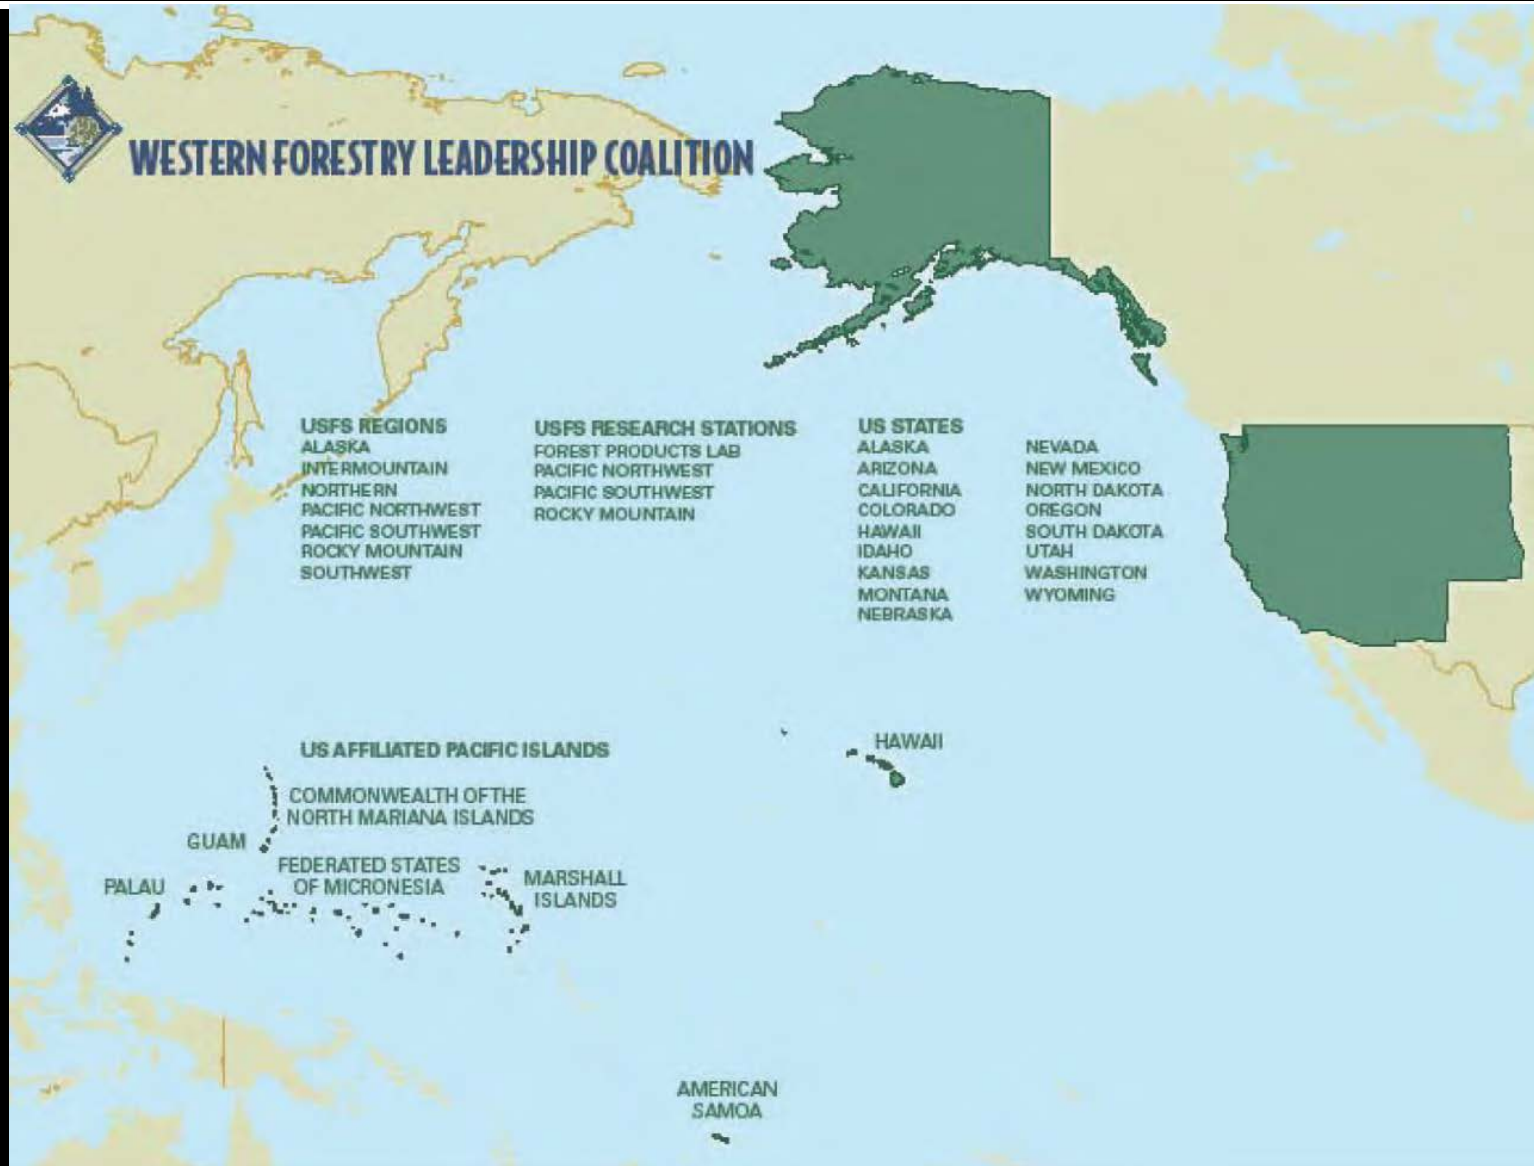 WESTERN FORESTRY LEADERSHIP COALITION
USFS REGIONS
ALASKA
INTERMOUNTAIN
NORTHERN
PACIFIC NORTHWEST
PACIFIC SOUTHWEST
ROCKY MOUNTAIN
SOUTHWEST
USFS RESEARCH STATIONS
FOREST PRODUCTS LAB
PACIFIC NORTHWEST
PACIFIC SOUTHWEST
ROCKY MOUNTAIN
US STATES
ALASKA
ARIZONA
CALIFORNIA
COLORADO
HAWAII
IDAHO
KANSAS
MONTANA
NEBRASKA
NEVADA
NEW MEXICO
NORTH DAKOTA
OREGON
SOUTH DAKOTA
UTAH
WASHINGTON
WYOMING
HAWAII
US AFFILIATED PACIFIC ISLANDS
COMMONWEALTH OF THE
NORTH MARIANA ISLANDS
GUAM
FEDERATED STATES
OF MICRONESIA
PALAU
MARSHALL
ISLANDS
AMERICAN
SAMOA